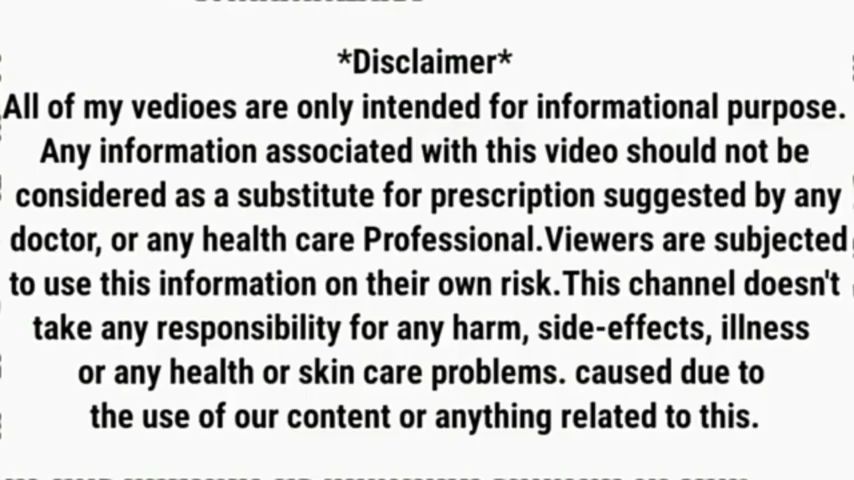 *Disclaimer*
All of my vedioes are only intended for informational purpose.
Any information associated with this video should not be
considered as a substitute for prescription suggested by any
doctor, or any health care Professional.Viewers are subjected
to use this information on their own risk.This channel doesn't
take any responsibility for any harm, side-effects, illness
or any health or skin care problems. caused due to
the use of our content or anything related to this.